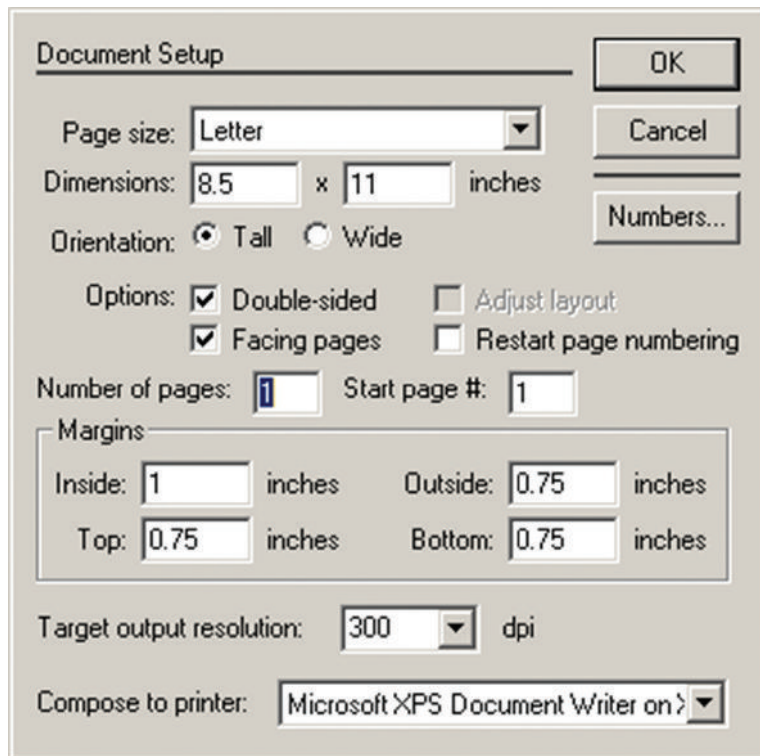 Document Setup
OK
Page size: Letter
Cancel
Dimensions: 8.5 x 11 inches
Numbers...
Orientation: Tall Wide
Options: Double-sided Adjust layout
Facing pages Restart page numbering
Number of pages: 1 Start page #: 1
Margins
Inside: 1 inches Outside: 0.75 inches
Top: 0.75 inches Bottom: 0.75 inches
Target output resolution: 300 dpi
Compose to printer: Microsoft XPS Document Writer on